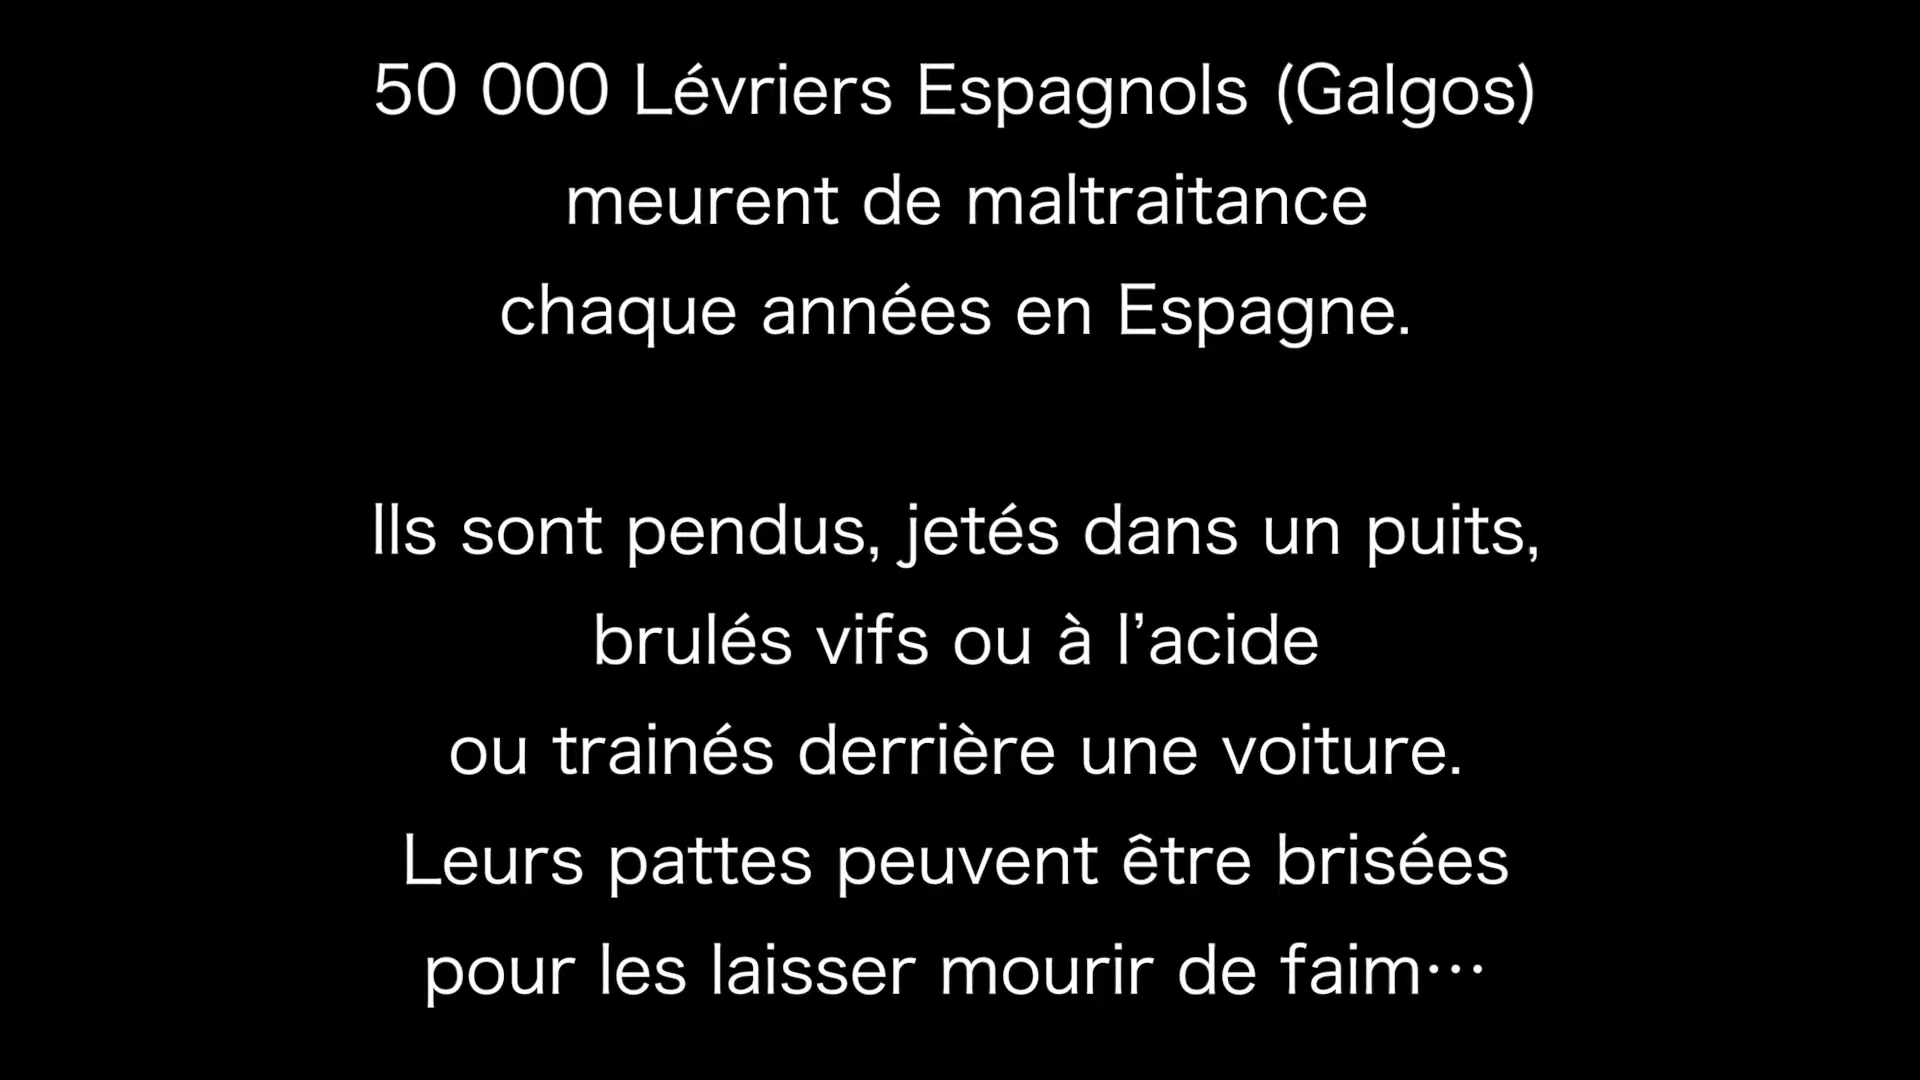 50 000 Lévriers Espagnols (Galgos)
meurent de maltraitance
chaque années en Espagne.
Ils sont pendus, jetés dans un puits,
brulés vifs ou à l’acide
ou trainés derrière une voiture.
Leurs pattes peuvent être brisées
pour les laisser mourir de faim…